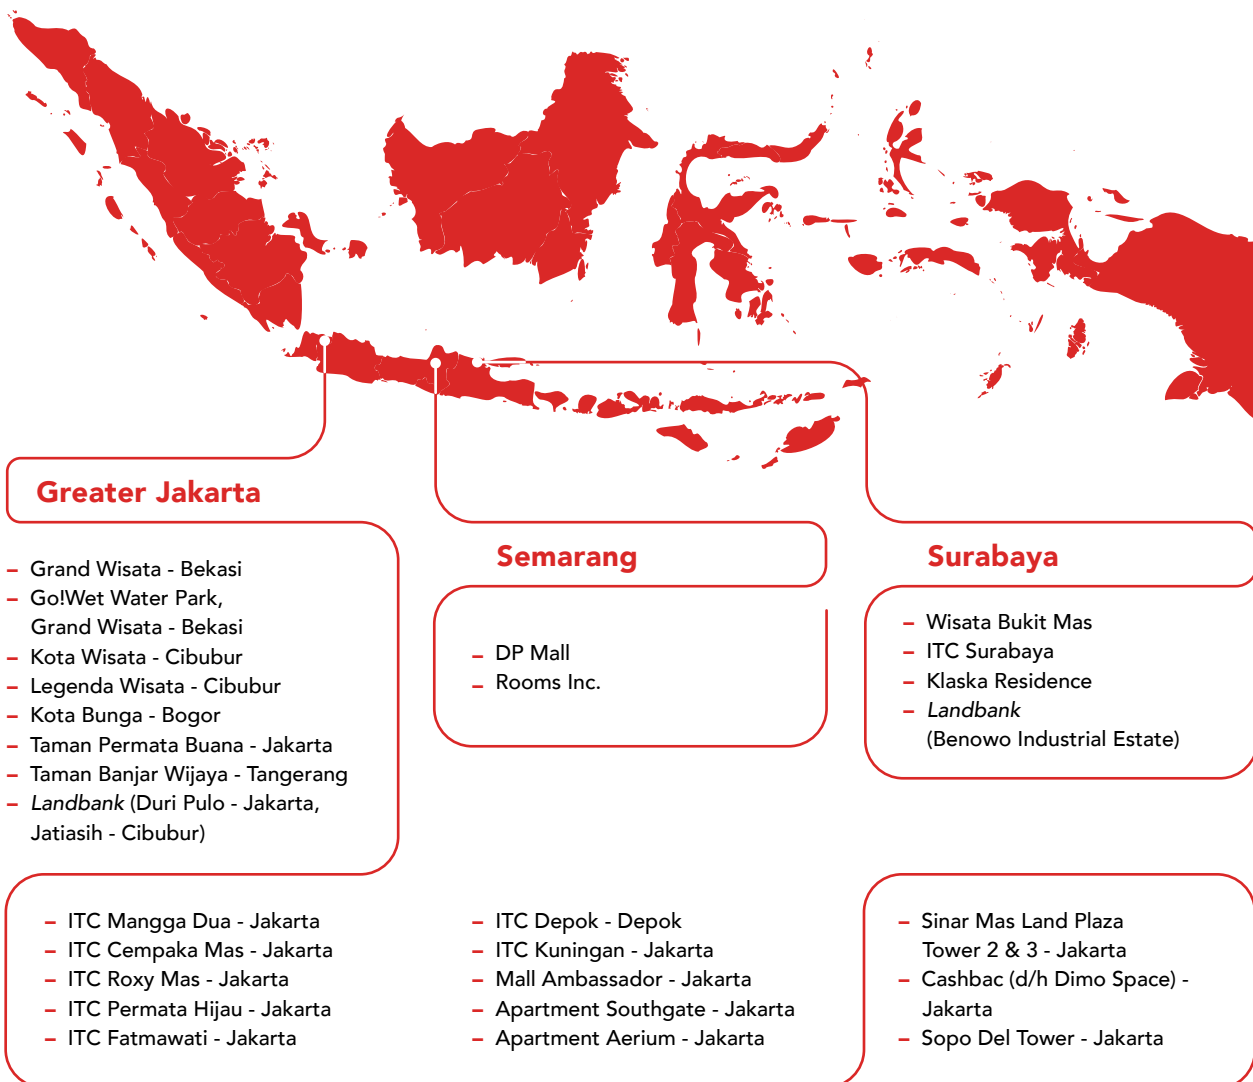 Greater Jakarta
– Grand Wisata - Bekasi
– Go!Wet Water Park,
Grand Wisata - Bekasi
– Kota Wisata - Cibubur
– Legenda Wisata - Cibubur
– Kota Bunga - Bogor
– Taman Permata Buana - Jakarta
– Taman Banjar Wijaya - Tangerang
– Landbank (Duri Pulo - Jakarta,
Jatiasih - Cibubur)
Semarang
– DP Mall
– Rooms Inc.
Surabaya
– Wisata Bukit Mas
– ITC Surabaya
– Klaska Residence
– Landbank
(Benowo Industrial Estate)
– ITC Mangga Dua - Jakarta
– ITC Cempaka Mas - Jakarta
– ITC Roxy Mas - Jakarta
– ITC Permata Hijau - Jakarta
– ITC Fatmawati - Jakarta
– ITC Depok - Depok
– ITC Kuningan - Jakarta
– Mall Ambassador - Jakarta
– Apartment Southgate - Jakarta
– Apartment Aerium - Jakarta
– Sinar Mas Land Plaza
Tower 2 & 3 - Jakarta
– Cashbac (d/h Dimo Space) -
Jakarta
– Sopo Del Tower - Jakarta